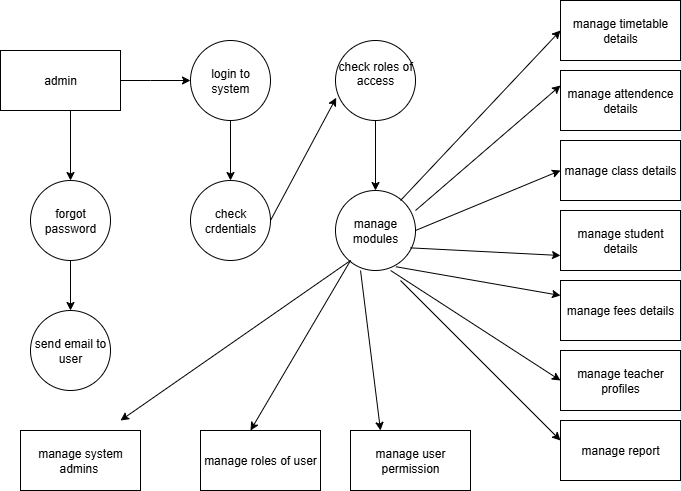 manage timetable
details
admin
login to
system
check roles of
access
manage attendence
details
manage class details
forgot
password
check
crdentials
manage
modules
manage student
details
manage fees details
send email to
user
manage teacher
profiles
manage system
admins
manage roles of user
manage user
permission
manage report